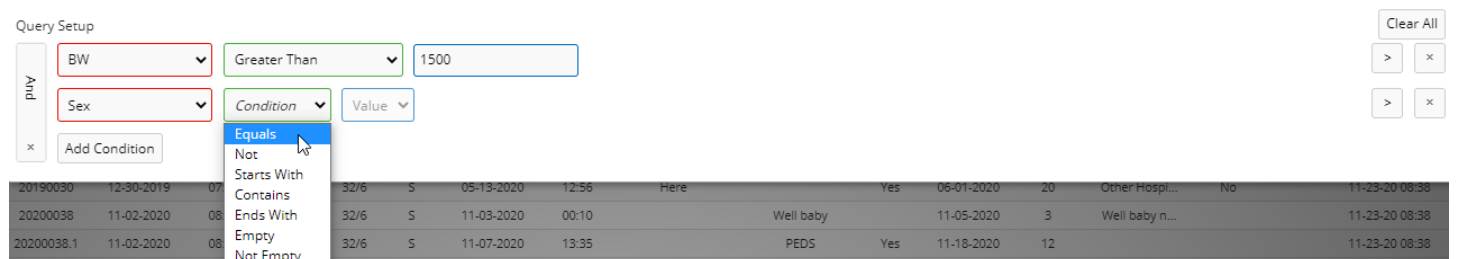 Query Setup
Clear All
And
BW Greater Than 1500 > ×
Sex Condition Value > ×
× Add Condition
Equals
Not
Starts With
Contains
Ends With
Empty
Not Empty
20190030 12-30-2019 07 32/6 S 05-13-2020 12:56 Here Yes 06-01-2020 20 Other Hospi... No 11-23-20 08:38
20200038 11-02-2020 08 32/6 S 11-03-2020 00:10 Well baby 11-05-2020 3 Well baby n... 11-23-20 08:38
20200038.1 11-02-2020 08 32/6 S 11-07-2020 13:35 PEDS Yes 11-18-2020 12 11-23-20 08:38